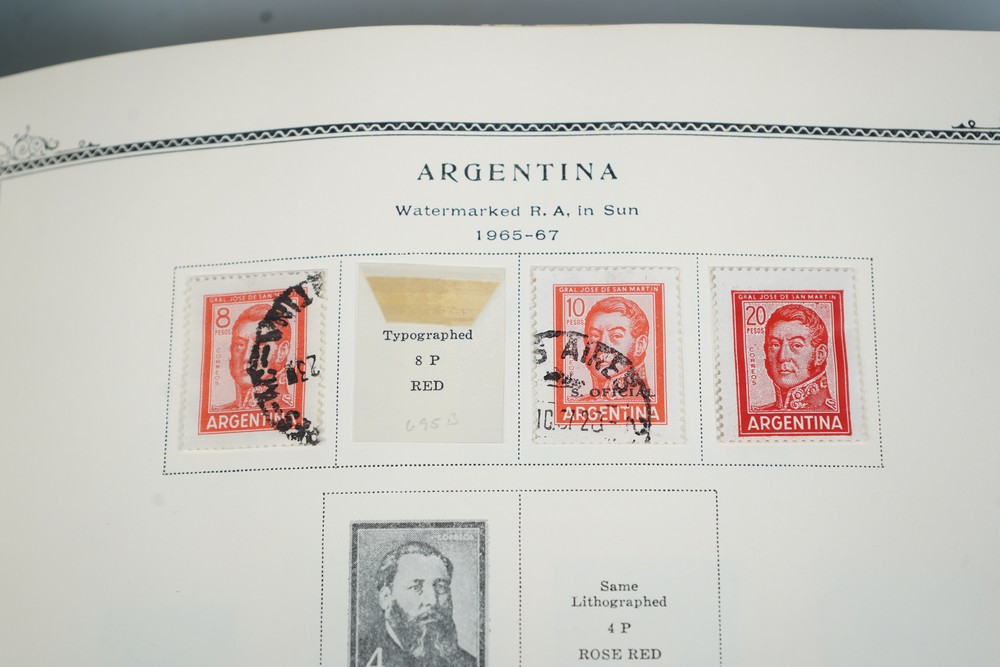 ARGENTINA
Watermarked R. A, in Sun
1965-67
GRAL JOSE DE SAN MARTIN
8
PESOS
ARGENTINA
Typographed
8 P
RED
695B
GRAL JOSE DE SAN MARTIN
10
PESOS
S AIRE
S. OFICIAL
ARGENTINA
GRAL JOSE DE SAN MARTIN
20
PESOS
CORREOS
ARGENTINA
CORREOS
4
Same
Lithographed
4 P
ROSE RED